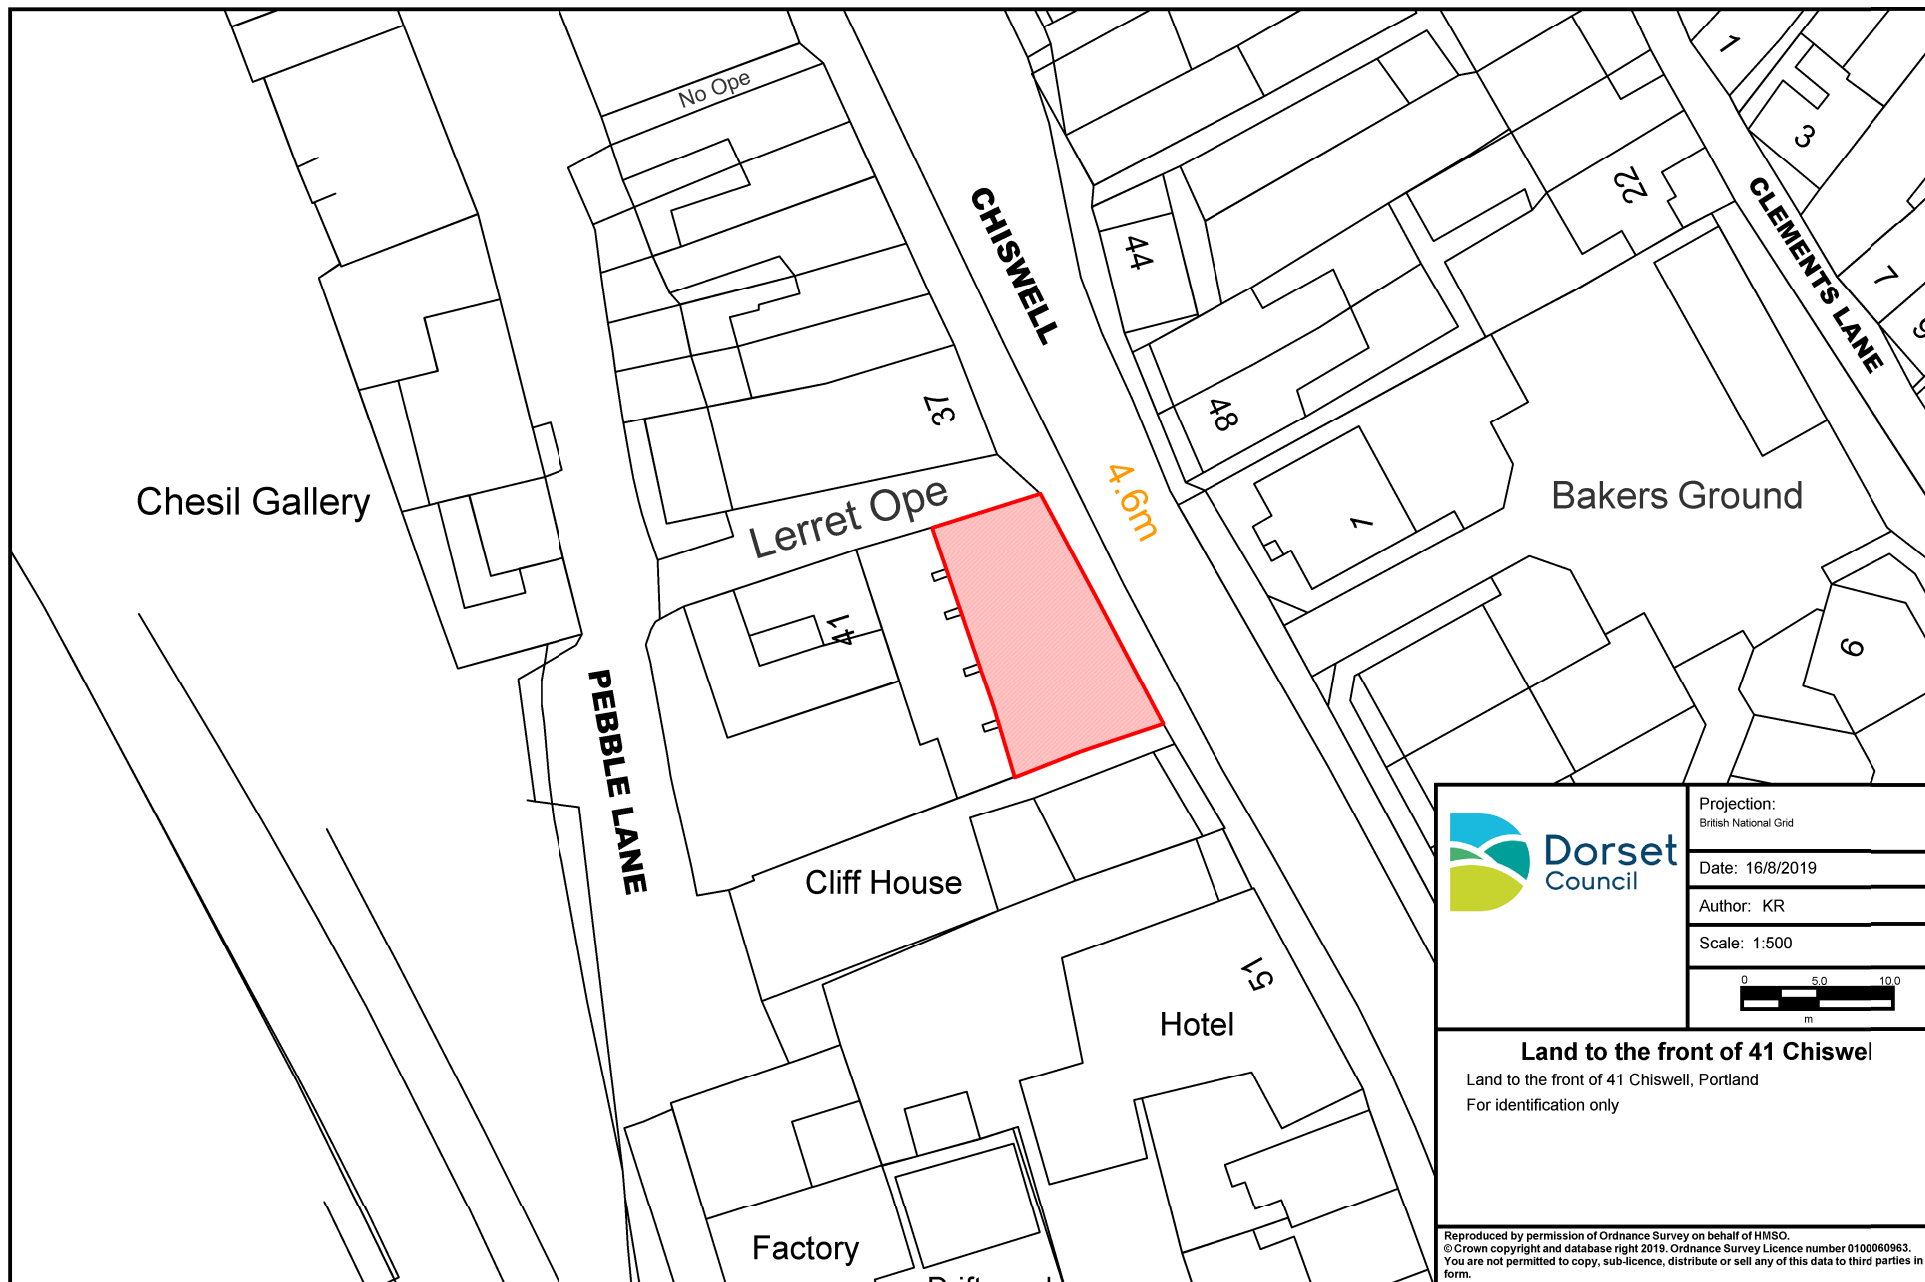 No Ope
CHISWELL
44
48
37
4.6m
Lerret Ope
41
Chesil Gallery
PEBBLE LANE
Cliff House
51
Hotel
Factory
22
1
3
7
9
CLEMENTS LANE
Bakers Ground
1
9
Dorset
Council
Projection:
British National Grid
Date: 16/8/2019
Author: KR
Scale: 1:500
0 5.0 10.0
m
Land to the front of 41 Chiswel
Land to the front of 41 Chiswell, Portland
For identification only
Reproduced by permission of Ordnance Survey on behalf of HMSO.
© Crown copyright and database right 2019. Ordnance Survey Licence number 0100060963.
You are not permitted to copy, sub-licence, distribute or sell any of this data to third parties in
form.